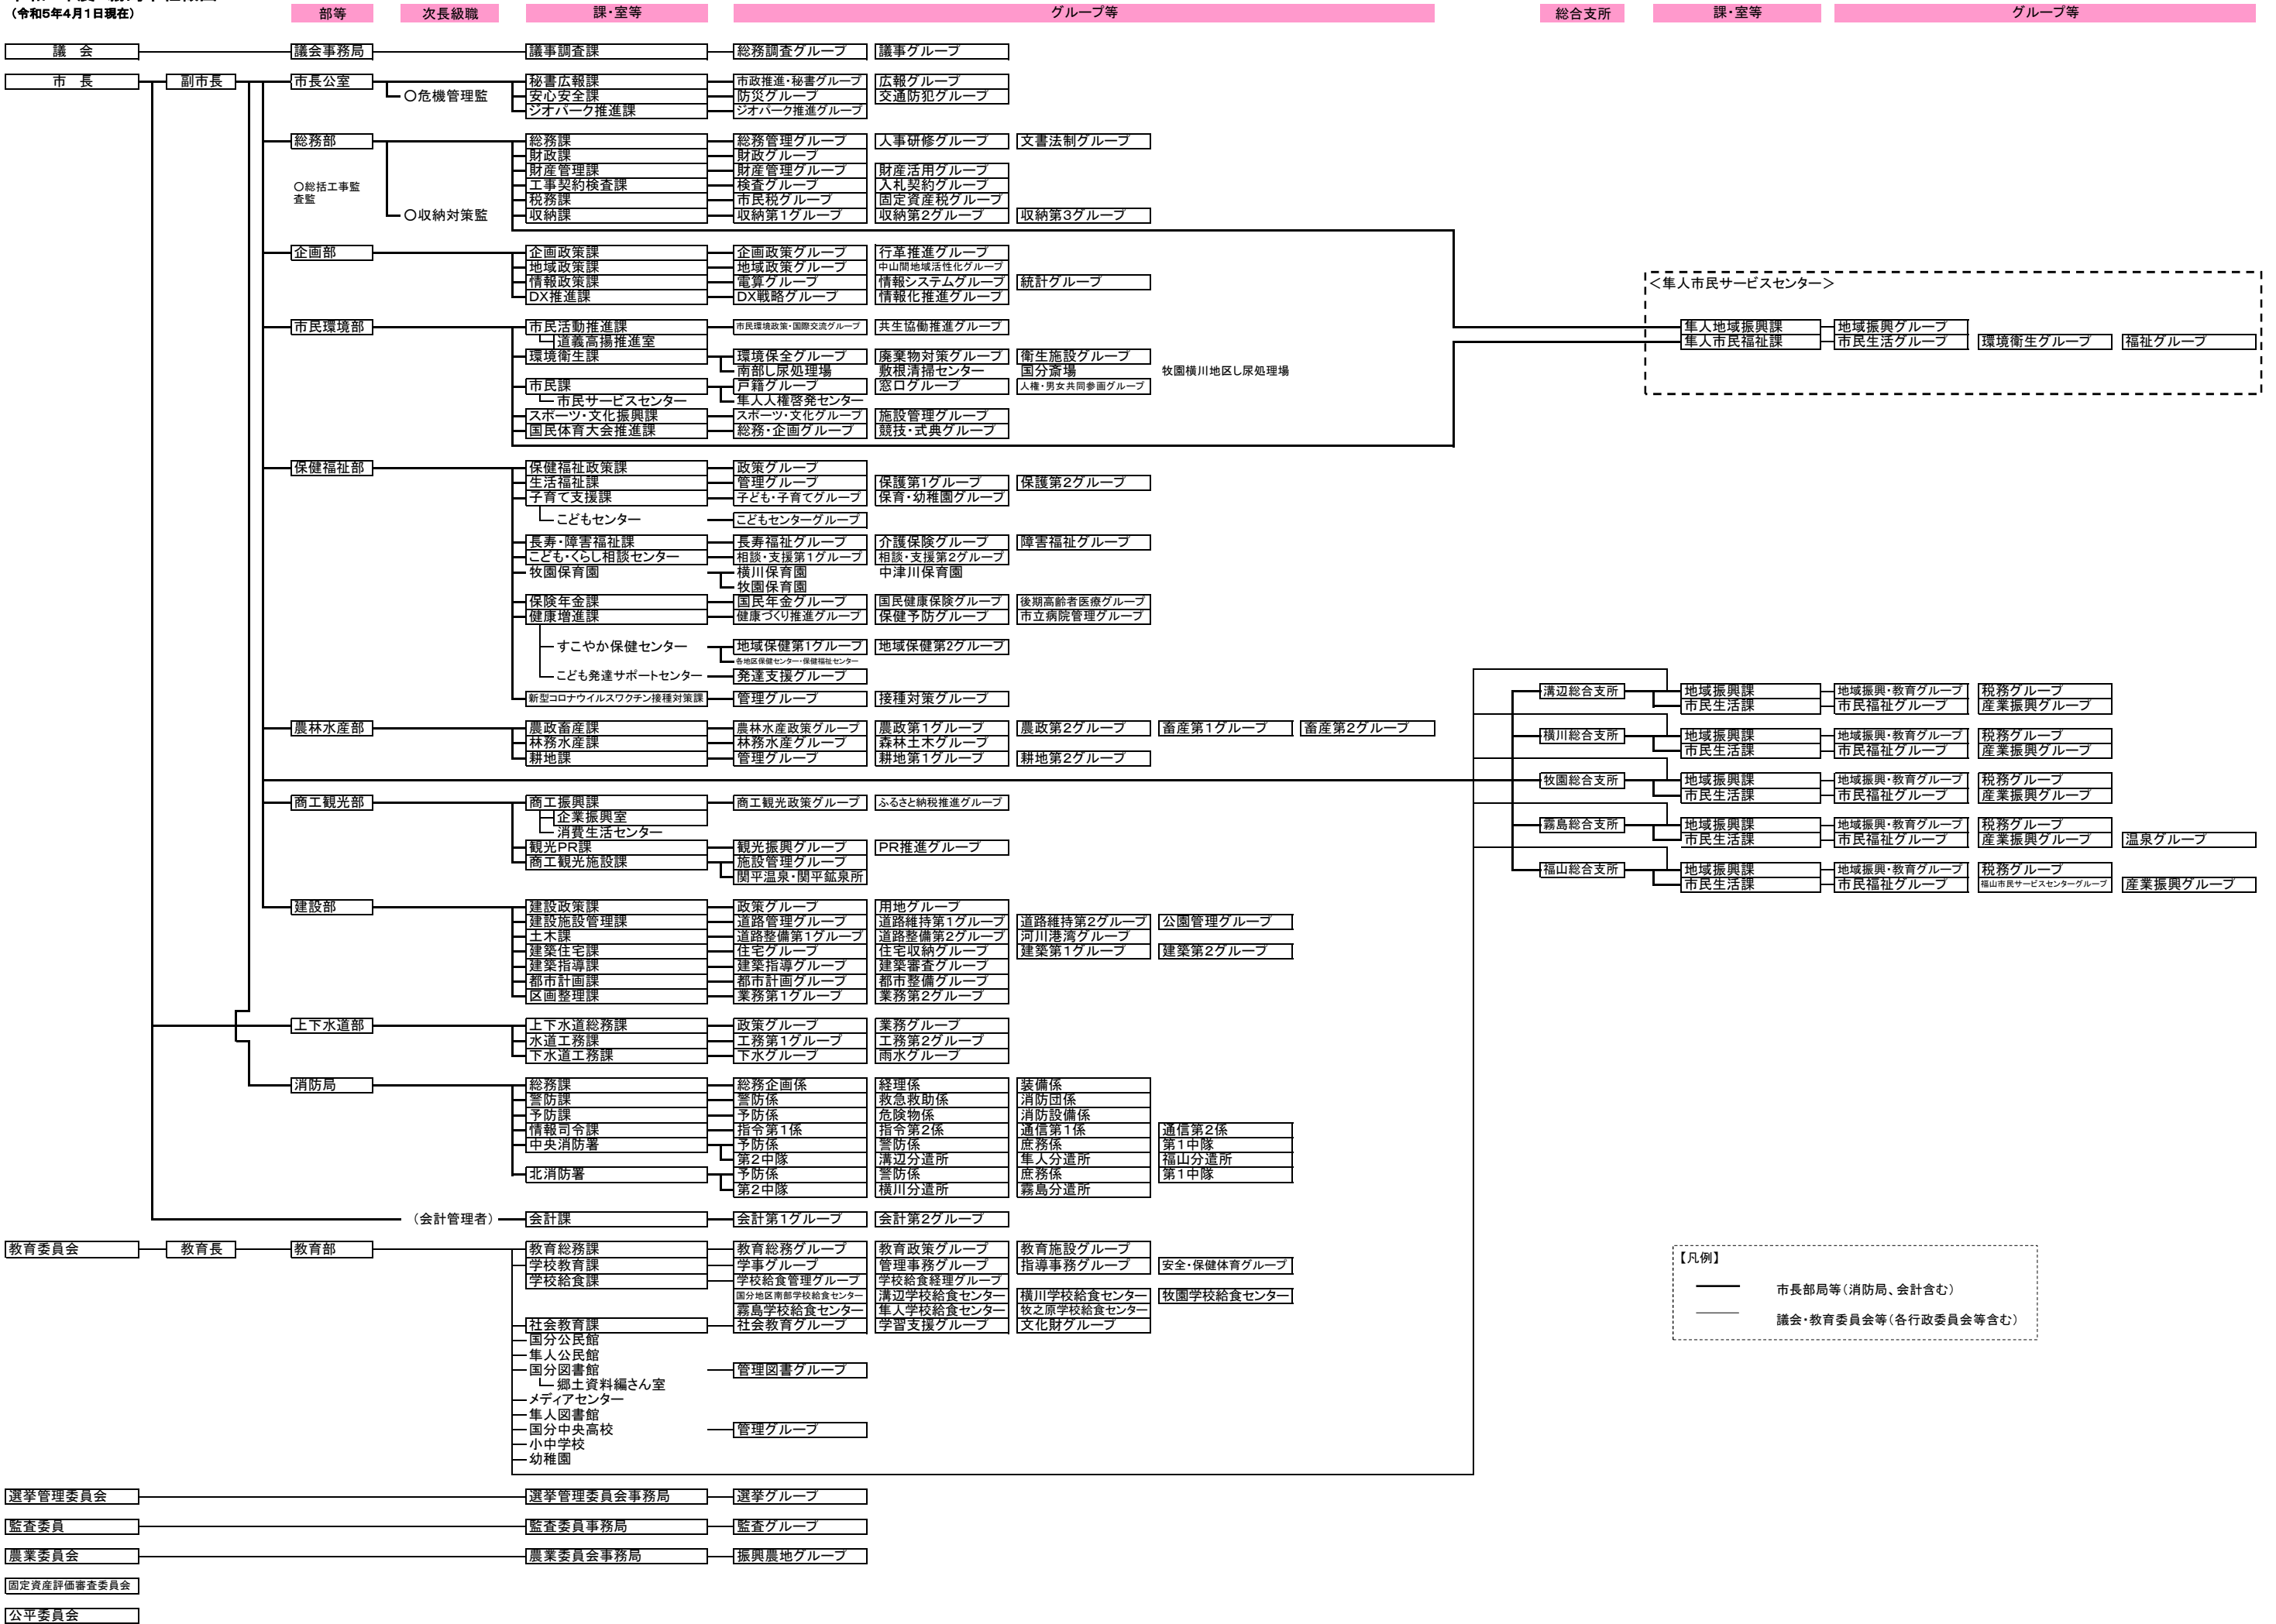 (令和5年4月1日現在)
部等 次長級職 課・室等 グループ等 総合支所 課・室等 グループ等
議 会 議会事務局 議事調査課 総務調査グループ 議事グループ
市 長 副市長 市長公室 秘書広報課 市政推進・秘書グループ 広報グループ
○危機管理監 安心安全課 防災グループ 交通防犯グループ
ジオパーク推進課 ジオパーク推進グループ
総務部 総務課 総務管理グループ 人事研修グループ 文書法制グループ
財政課 財政グループ
財産管理課 財産管理グループ 財産活用グループ
○総括工事監 工事契約検査課 検査グループ 入札契約グループ
査監 税務課 市民税グループ 固定資産税グループ
○収納対策監 収納課 収納第1グループ 収納第2グループ 収納第3グループ
企画部 企画政策課 企画政策グループ 行革推進グループ
地域政策課 地域政策グループ 中山間地域活性化グループ
情報政策課 電算グループ 情報システムグループ 統計グループ <隼人市民サービスセンター>
DX推進課 DX戦略グループ 情報化推進グループ
市民環境部 市民活動推進課 市民環境政策・国際交流グループ 共生協働推進グループ 隼人地域振興課 地域振興グループ
道義高揚推進室 隼人市民福祉課 市民生活グループ 環境衛生グループ 福祉グループ
環境衛生課 環境保全グループ 廃棄物対策グループ 衛生施設グループ
南部し尿処理場 敷根清掃センター 国分斎場 牧園横川地区し尿処理場
市民課 戸籍グループ 窓口グループ 人権・男女共同参画グループ
市民サービスセンター 隼人人権啓発センター
スポーツ・文化振興課 スポーツ・文化グループ 施設管理グループ
国民体育大会推進課 総務・企画グループ 競技・式典グループ
保健福祉部 保健福祉政策課 政策グループ
生活福祉課 管理グループ 保護第1グループ 保護第2グループ
子育て支援課 子ども・子育てグループ 保育・幼稚園グループ
こどもセンター こどもセンターグループ
長寿・障害福祉課 長寿福祉グループ 介護保険グループ 障害福祉グループ
こども・くらし相談センター 相談・支援第1グループ 相談・支援第2グループ
牧園保育園 横川保育園 中津川保育園
牧園保育園
保険年金課 国民年金グループ 国民健康保険グループ 後期高齢者医療グループ
健康増進課 健康づくり推進グループ 保健予防グループ 市立病院管理グループ
すこやか保健センター 地域保健第1グループ 地域保健第2グループ
各地区保健センター・保健福祉センター
こども発達サポートセンター 発達支援グループ
新型コロナウイルスワクチン接種対策課 管理グループ 接種対策グループ 溝辺総合支所 地域振興課 地域振興・教育グループ 税務グループ
市民生活課 市民福祉グループ 産業振興グループ
農林水産部 農政畜産課 農林水産政策グループ 農政第1グループ 農政第2グループ 畜産第1グループ 畜産第2グループ
林務水産課 林務水産グループ 森林土木グループ 横川総合支所 地域振興課 地域振興・教育グループ 税務グループ
耕地課 管理グループ 耕地第1グループ 耕地第2グループ 市民生活課 市民福祉グループ 産業振興グループ
牧園総合支所 地域振興課 地域振興・教育グループ 税務グループ
商工観光部 商工振興課 商工観光政策グループ ふるさと納税推進グループ 市民生活課 市民福祉グループ 産業振興グループ
企業振興室
消費生活センター 霧島総合支所 地域振興課 地域振興・教育グループ 税務グループ
観光PR課 観光振興グループ PR推進グループ 市民生活課 市民福祉グループ 産業振興グループ 温泉グループ
商工観光施設課 施設管理グループ 福山総合支所 地域振興課 地域振興・教育グループ 税務グループ
関平温泉・関平鉱泉所 市民生活課 市民福祉グループ 福山市民サービスセンターグループ 産業振興グループ
建設部 建設政策課 政策グループ 用地グループ
建設施設管理課 道路管理グループ 道路維持第1グループ 道路維持第2グループ 公園管理グループ
土木課 道路整備第1グループ 道路整備第2グループ 河川港湾グループ
建築住宅課 住宅グループ 住宅収納グループ 建築第1グループ 建築第2グループ
建築指導課 建築指導グループ 建築審査グループ
都市計画課 都市計画グループ 都市整備グループ
区画整理課 業務第1グループ 業務第2グループ
上下水道部 上下水道総務課 政策グループ 業務グループ
水道工務課 工務第1グループ 工務第2グループ
下水道工務課 下水グループ 雨水グループ
消防局 総務課 総務企画係 経理係 装備係
警防課 警防係 救急救助係 消防団係
予防課 予防係 危険物係 消防設備係
情報司令課 指令第1係 指令第2係 通信第1係 通信第2係
中央消防署 予防係 警防係 庶務係 第1中隊
第2中隊 溝辺分遣所 隼人分遣所 福山分遣所
北消防署 予防係 警防係 庶務係 第1中隊
第2中隊 横川分遣所 霧島分遣所
(会計管理者) 会計課 会計第1グループ 会計第2グループ
教育委員会 教育長 教育部 教育総務課 教育総務グループ 教育政策グループ 教育施設グループ
学校教育課 学事グループ 管理事務グループ 指導事務グループ 安全・保健体育グループ
学校給食課 学校給食管理グループ 学校給食経理グループ
国分地区南部学校給食センター 溝辺学校給食センター 横川学校給食センター 牧園学校給食センター
霧島学校給食センター 隼人学校給食センター 牧之原学校給食センター
社会教育課 社会教育グループ 学習支援グループ 文化財グループ
国分公民館
隼人公民館
国分図書館 管理図書グループ
郷土資料編さん室
メディアセンター
隼人図書館
国分中央高校 管理グループ
小中学校
幼稚園
【凡例】
市長部局等(消防局、会計含む)
議会・教育委員会等(各行政委員会等含む)
選挙管理委員会 選挙管理委員会事務局 選挙グループ
監査委員 監査委員事務局 監査グループ
農業委員会 農業委員会事務局 振興農地グループ
固定資産評価審査委員会
公平委員会